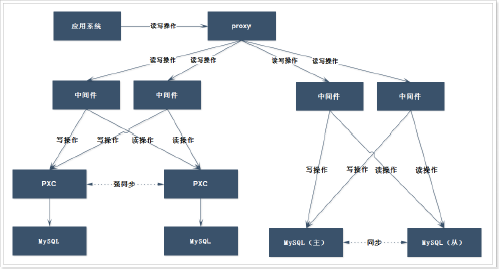 应用系统
读写操作
proxy
读写操作
读写操作
读写操作
读写操作
中间件
中间件
中间件
中间件
写操作
写操作
读操作
读操作
写操作
写操作
读操作
读操作
PXC
强同步
PXC
MySQL
MySQL
MySQL（主）
同步
MySQL（从）